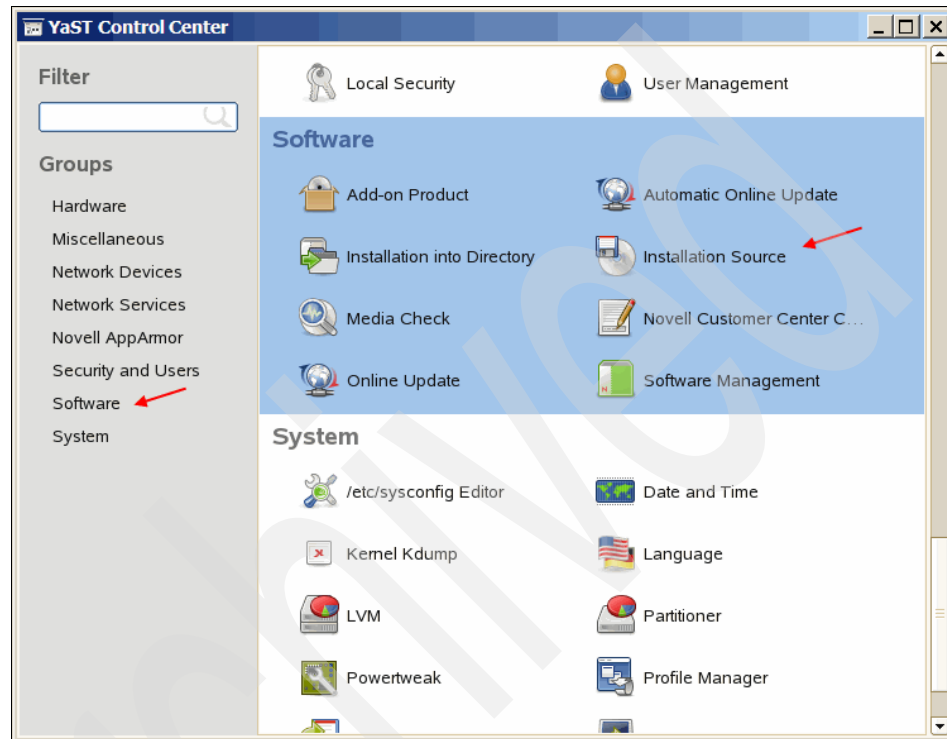 YaST Control Center
Filter
Groups
Hardware
Miscellaneous
Network Devices
Network Services
Novell AppArmor
Security and Users
Software
System
Local Security
User Management
Software
Add-on Product
Automatic Online Update
Installation into Directory
Installation Source
Media Check
Novell Customer Center C...
Online Update
Software Management
System
/etc/sysconfig Editor
Date and Time
Kernel Kdump
Language
LVM
Partitioner
Powertweak
Profile Manager